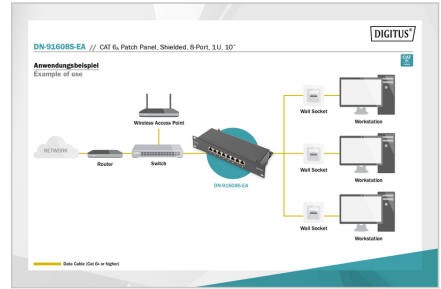 DIGITUS®
DN-91608S-EA // CAT 6A Patch Panel, Shielded, 8-Port, 1U, 10"
CAT
Anwendungsbeispiel
Example of use
Wireless Access Point
Wall Socket
Workstation
NETWORK
Router
Switch
DN-91608S-EA
Wall Socket
Workstation
Wall Socket
Workstation
Data Cable (Cat 6A or higher)